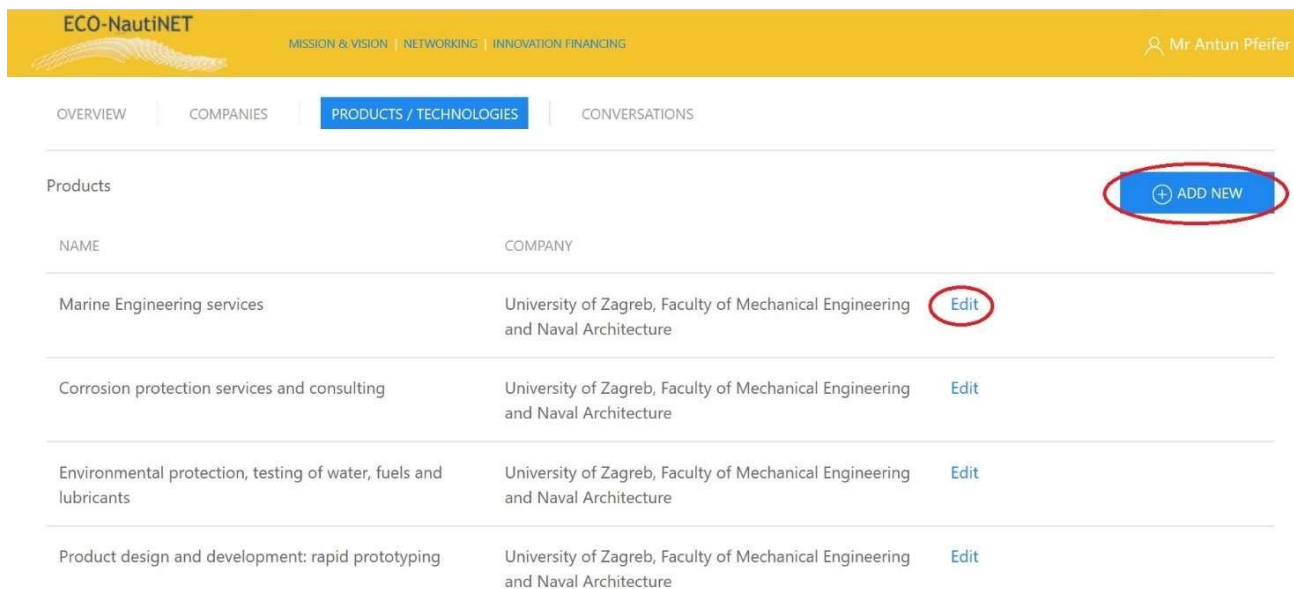 ECO-NautiNET
MISSION & VISION | NETWORKING | INNOVATION FINANCING
Mr Antun Pfeifer
OVERVIEW
COMPANIES
PRODUCTS / TECHNOLOGIES
CONVERSATIONS
Products
ADD NEW
NAME
COMPANY
Marine Engineering services
University of Zagreb, Faculty of Mechanical Engineering
and Naval Architecture
Edit
Corrosion protection services and consulting
University of Zagreb, Faculty of Mechanical Engineering
and Naval Architecture
Edit
Environmental protection, testing of water, fuels and
lubricants
University of Zagreb, Faculty of Mechanical Engineering
and Naval Architecture
Edit
Product design and development: rapid prototyping
University of Zagreb, Faculty of Mechanical Engineering
and Naval Architecture
Edit